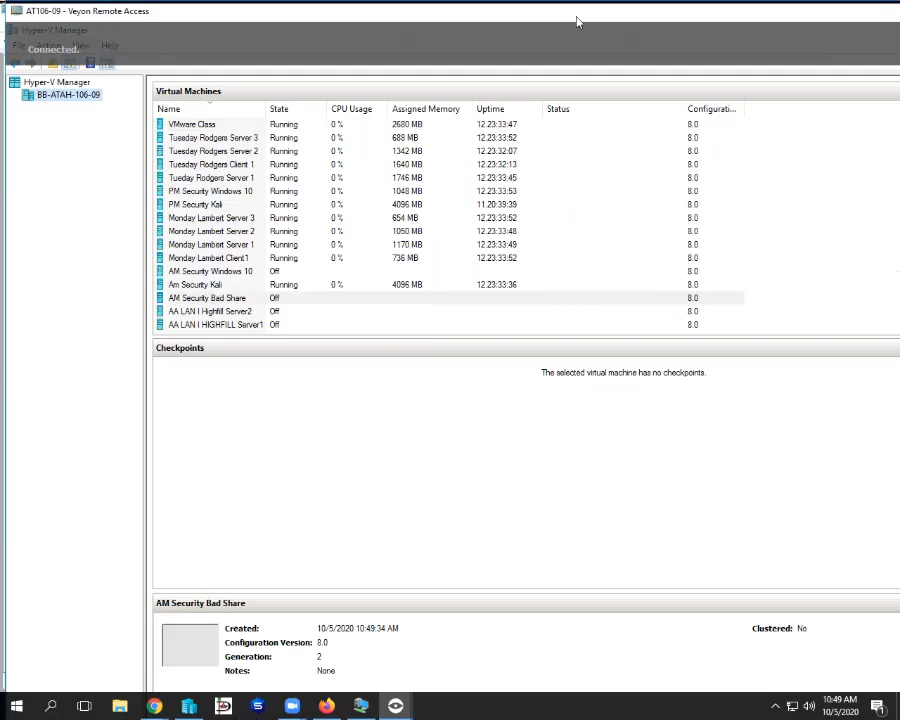 AT106-09 - Veyon Remote Access
Hyper-V Manager
File Action View Help
Connected.
Hyper-V Manager
BB-ATAH-106-09
Virtual Machines
Name State CPU Usage Assigned Memory Uptime Status Configurati...
VMware Class Running 0 % 2680 MB 12.23:33:47 8.0
Tuesday Rodgers Server 3 Running 0 % 688 MB 12.23:33:52 8.0
Tuesday Rodgers Server 2 Running 0 % 1342 MB 12.23:32:07 8.0
Tuesday Rodgers Client 1 Running 0 % 1640 MB 12.23:32:13 8.0
Tueday Rodgers Server 1 Running 0 % 1746 MB 12.23:33:45 8.0
PM Security Windows 10 Running 0 % 1048 MB 12.23:33:53 8.0
PM Security Kali Running 0 % 4096 MB 11.20:39:39 8.0
Monday Lambert Server 3 Running 0 % 654 MB 12.23:33:52 8.0
Monday Lambert Server 2 Running 0 % 1050 MB 12.23:33:48 8.0
Monday Lambert Server 1 Running 0 % 1170 MB 12.23:33:49 8.0
Monday Lambert Client1 Running 0 % 736 MB 12.23:33:52 8.0
AM Security Windows 10 Off 8.0
Am Security Kali Running 0 % 4096 MB 12.23:33:36 8.0
AM Security Bad Share Off 8.0
AA LAN I Highfill Server2 Off 8.0
AA LAN I HIGHFILL Server1 Off 8.0
Checkpoints
The selected virtual machine has no checkpoints.
AM Security Bad Share
Created: 10/5/2020 10:49:34 AM Clustered: No
Configuration Version: 8.0
Generation: 2
Notes: None
10:49 AM
10/5/2020